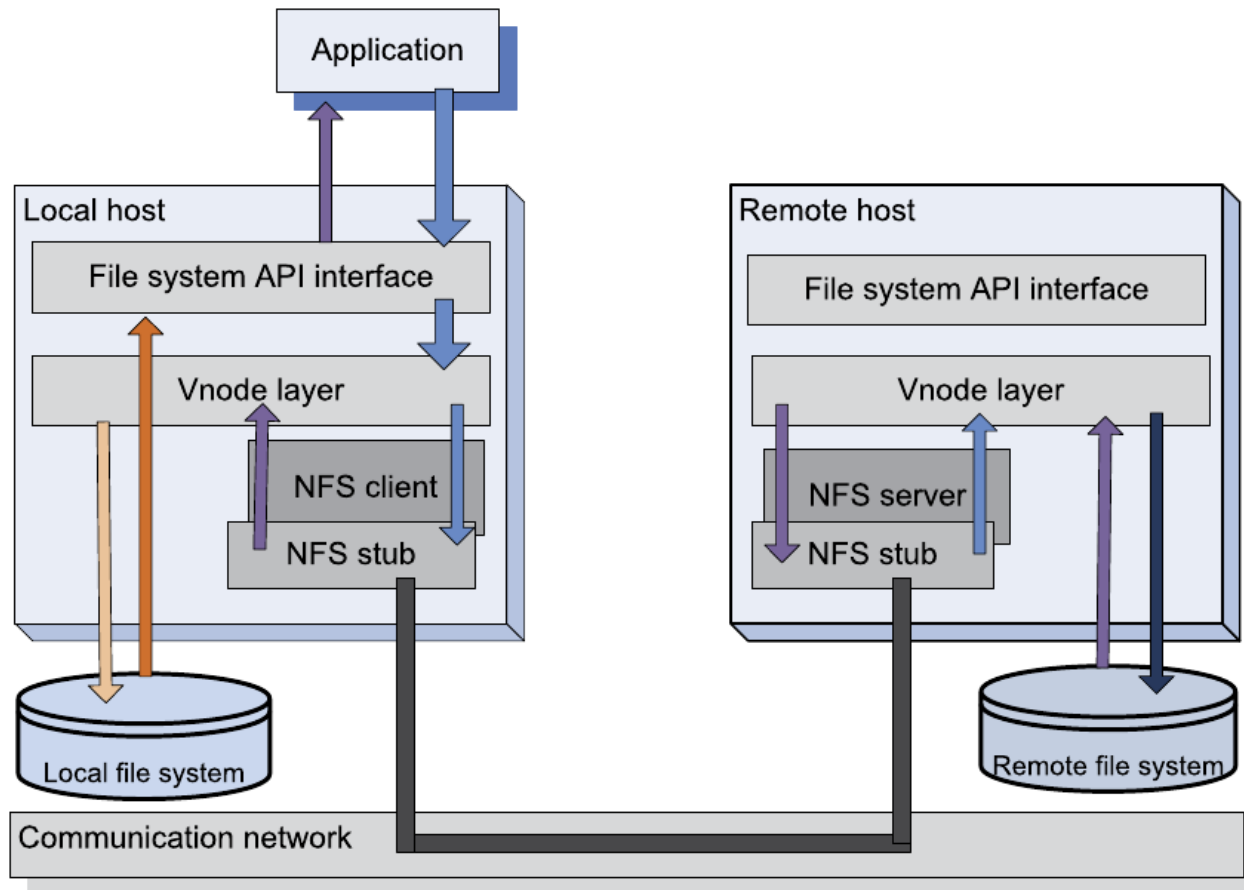 Application
Local host
File system API interface
Vnode layer
NFS client
NFS stub
Local file system
Remote host
File system API interface
Vnode layer
NFS server
NFS stub
Remote file system
Communication network